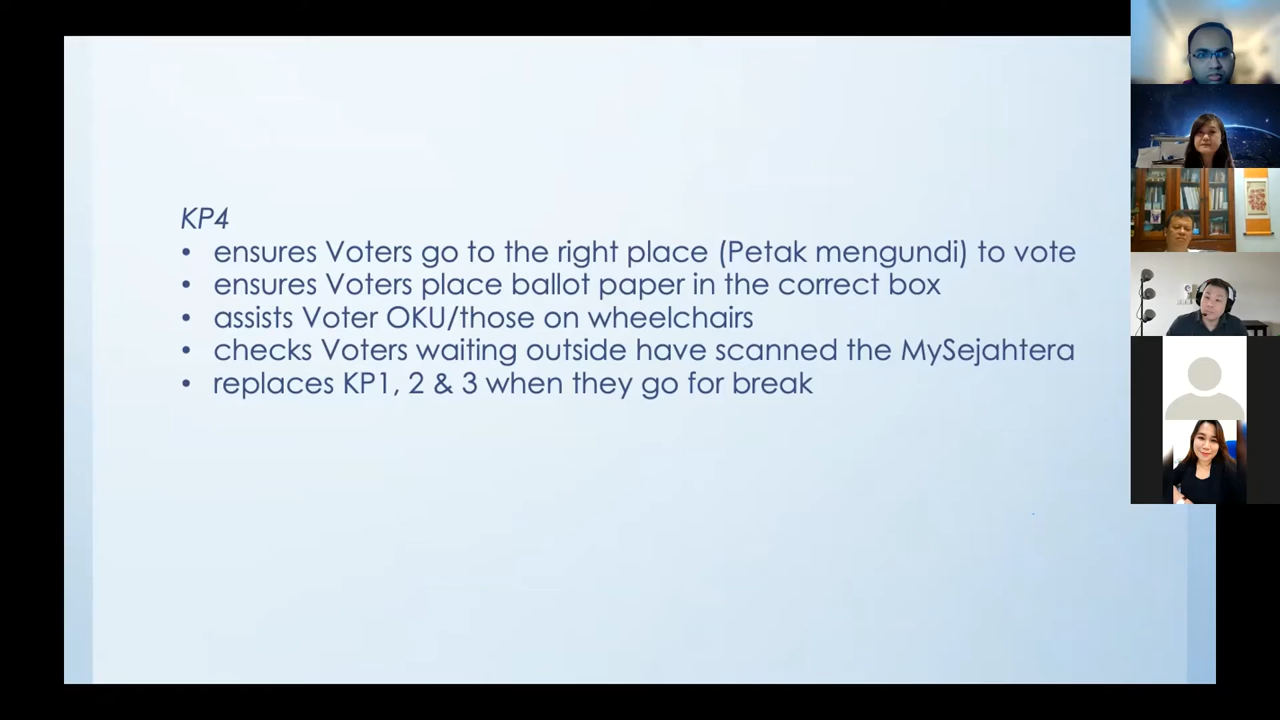 KP4
• ensures Voters go to the right place (Petak mengundi) to vote
• ensures Voters place ballot paper in the correct box
• assists Voter OKU/those on wheelchairs
• checks Voters waiting outside have scanned the MySejahtera
• replaces KP1, 2 & 3 when they go for break